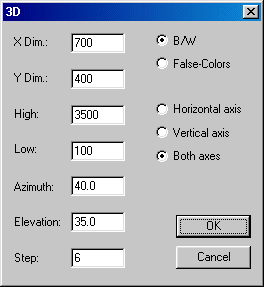 3D
X Dim.: 700
Y Dim.: 400
High: 3500
Low: 100
Azimuth: 40.0
Elevation: 35.0
Step: 6
B/W
False-Colors
Horizontal axis
Vertical axis
Both axes
OK
Cancel